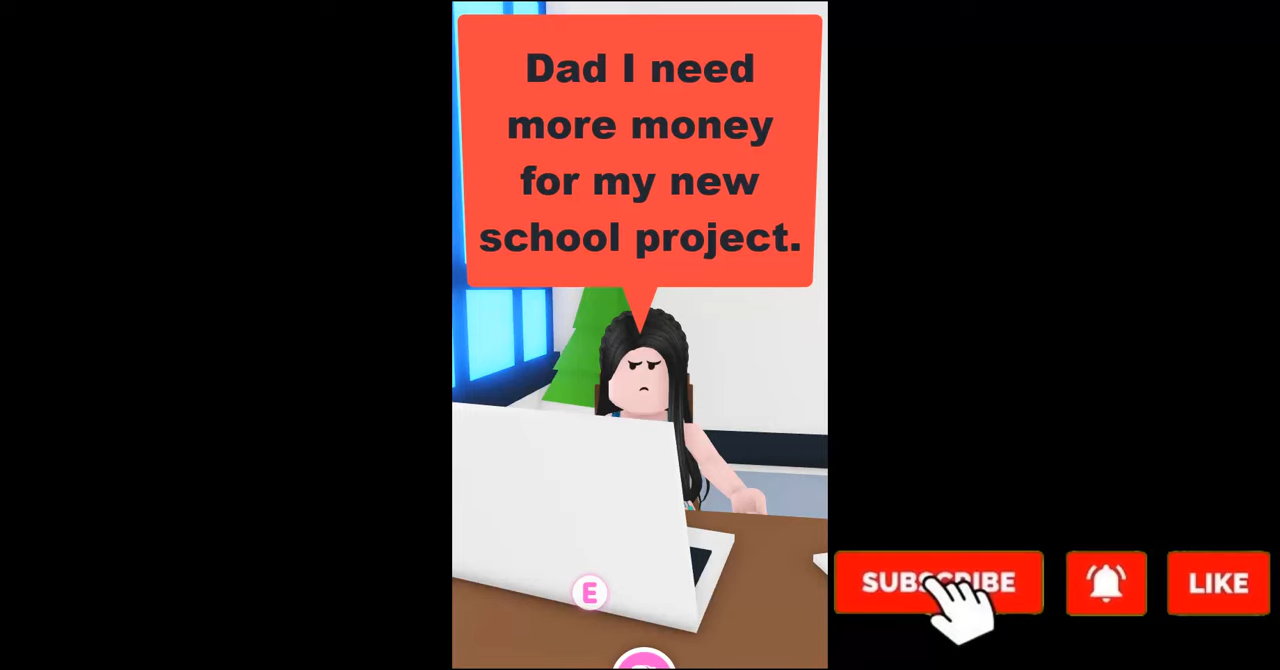 Dad I need
more money
for my new
school project.
E
SUBSCRIBE
LIKE